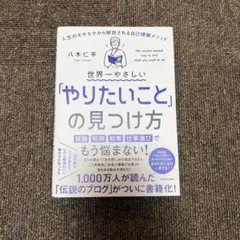 人生のモヤモヤから解放される自己理解メソッド
八木仁平
世界一やさしい
「やりたいこと」
の見つけ方
就職 転職 起業 仕事選びで
もう悩まない!
1,000万人が読んだ
「伝説のブログ」がついに書籍化!